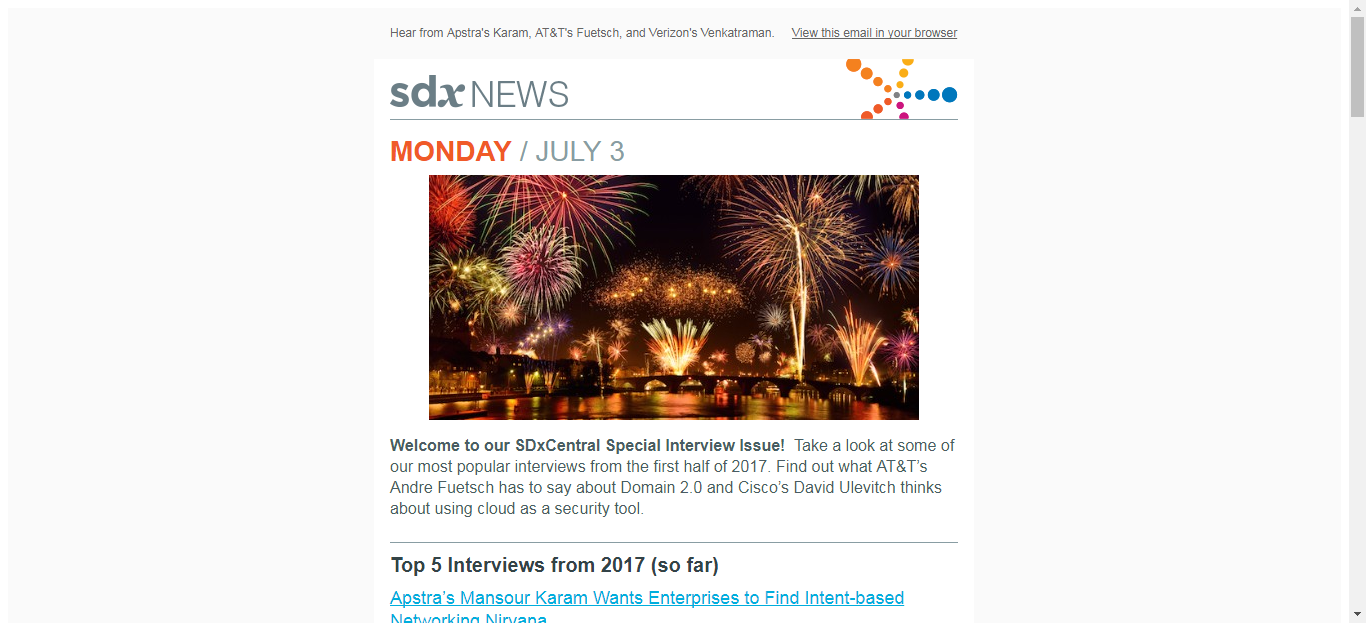 Hear from Apstra's Karam, AT&T's Fuetsch, and Verizon's Venkatraman.
View this email in your browser
sdxNEWS
MONDAY / JULY 3
Welcome to our SDxCentral Special Interview Issue!  Take a look at some of
our most popular interviews from the first half of 2017. Find out what AT&T’s
Andre Fuetsch has to say about Domain 2.0 and Cisco’s David Ulevitch thinks
about using cloud as a security tool.
Top 5 Interviews from 2017 (so far)
Apstra’s Mansour Karam Wants Enterprises to Find Intent-based
Networking Nirvana